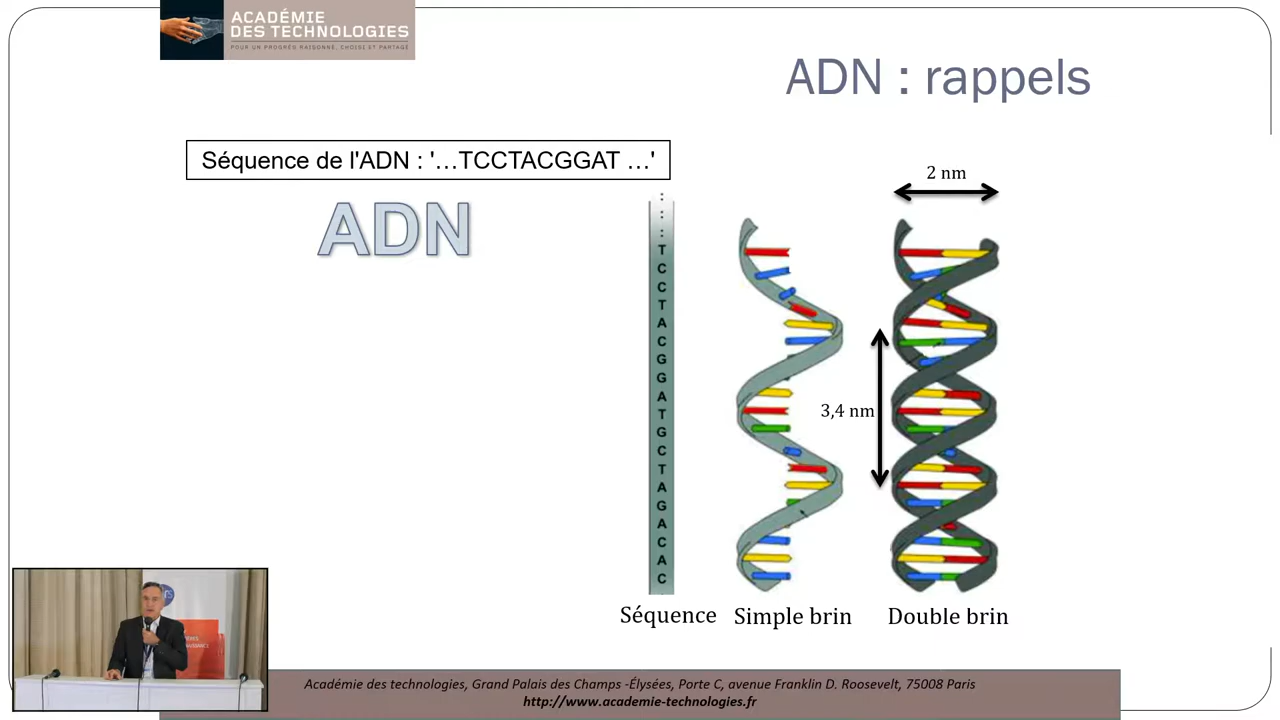 ACADÉMIE
DES TECHNOLOGIES
POUR UN PROGRÈS RAISONNÉ, CHOISI ET PARTAGÉ
ADN : rappels
Séquence de l'ADN : '…TCCTACGGAT …'
ADN
2 nm
:
:
:
T
C
C
T
A
C
G
G
A
T
G
C
T
A
G
A
C
A
C
3,4 nm
Séquence
Simple brin
Double brin
Académie des technologies, Grand Palais des Champs -Élysées, Porte C, avenue Franklin D. Roosevelt, 75008 Paris
http://www.academie-technologies.fr